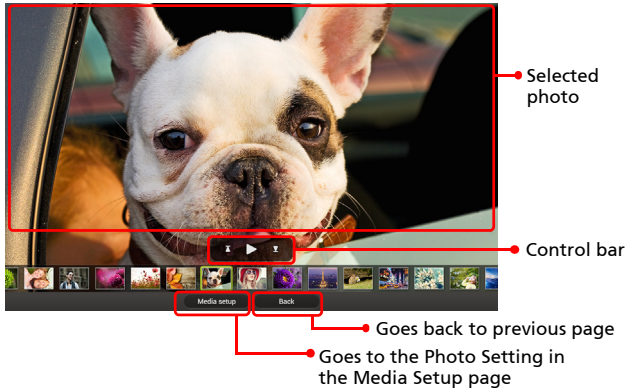 Selected
photo
Control bar
Media setup
Back
Goes back to previous page
Goes to the Photo Setting in
the Media Setup page